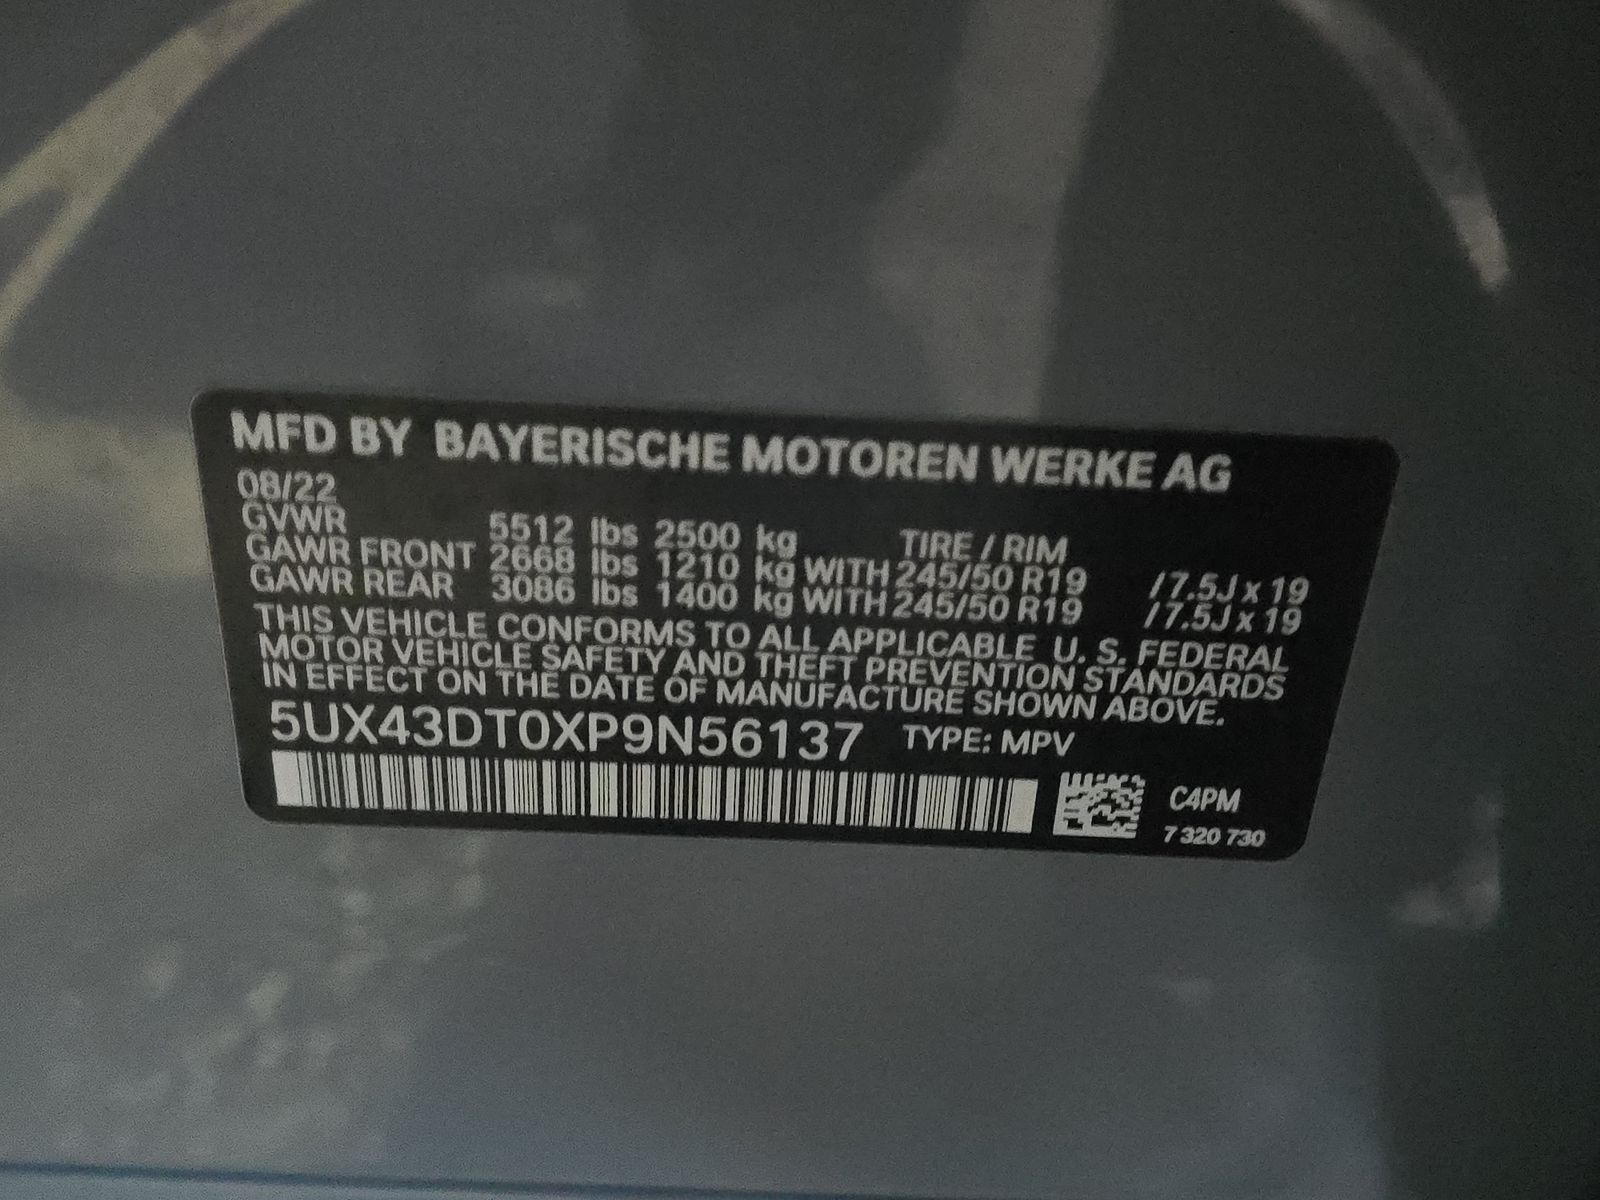 MFD BY BAYERISCHE MOTOREN WERKE AG
08/22
GVWR 5512 lbs 2500 kg TIRE / RIM
GAWR FRONT 2668 lbs 1210 kg WITH 245/50 R19 / 7.5J x 19
GAWR REAR 3086 lbs 1400 kg WITH 245/50 R19 / 7.5J x 19
THIS VEHICLE CONFORMS TO ALL APPLICABLE U. S. FEDERAL
MOTOR VEHICLE SAFETY AND THEFT PREVENTION STANDARDS
IN EFFECT ON THE DATE OF MANUFACTURE SHOWN ABOVE.
5UX43DT0XP9N56137 TYPE: MPV
C4PM
7 320 730